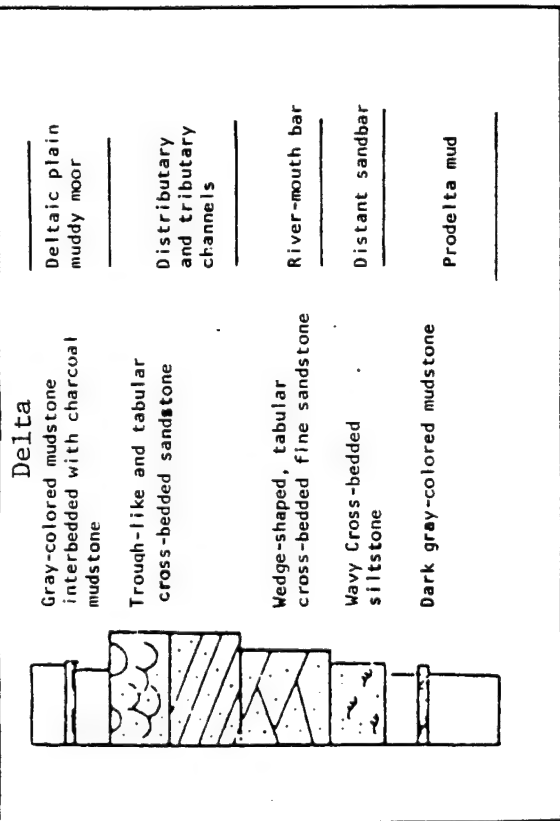 Delta
Gray-colored mudstone
interbedded with charcoal
mudstone
Deltaic plain
muddy moor
Trough-like and tabular
cross-bedded sandstone
Distributary
and tributary
channels
Wedge-shaped, tabular
cross-bedded fine sandstone
River-mouth bar
Wavy Cross-bedded
siltstone
Distant sandbar
Dark gray-colored mudstone
Prodelta mud